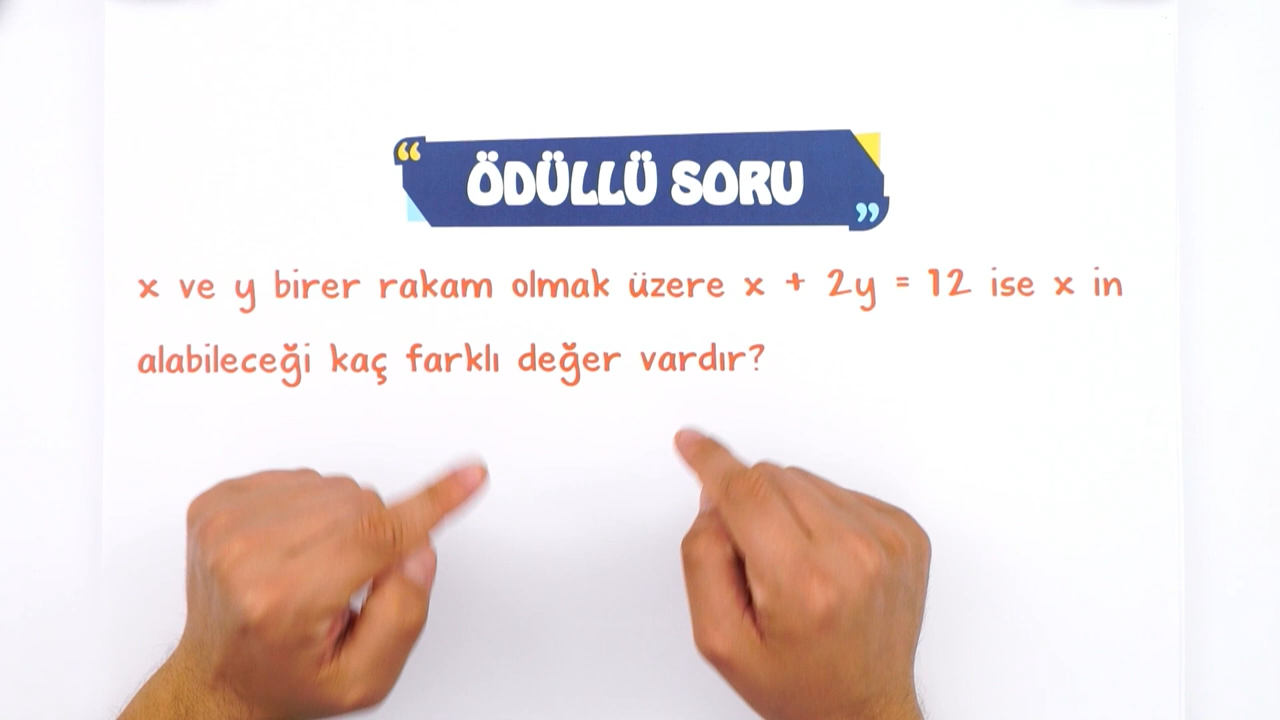 “ ÖDÜLLÜ SORU ”
x ve y birer rakam olmak üzere x + 2y = 12 ise x in
alabileceği kaç farklı değer vardır?